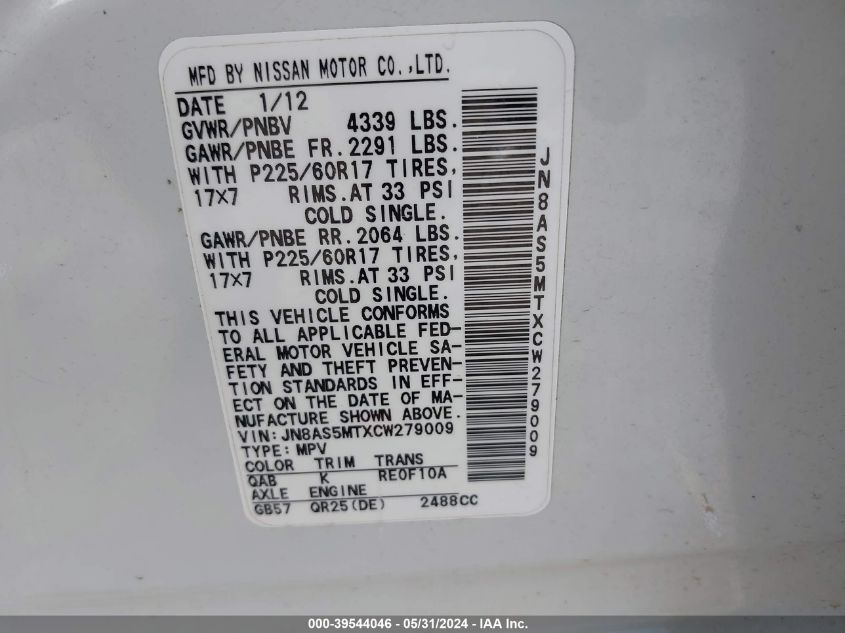 MFD BY NISSAN MOTOR CO.,LTD.
DATE 1/12
GVWR/PNBV 4339 LBS.
GAWR/PNBE FR.2291 LBS.
WITH P225/60R17 TIRES,
17X7 RIMS.AT 33 PSI
COLD SINGLE.
GAWR/PNBE RR.2064 LBS.
WITH P225/60R17 TIRES,
17X7 RIMS.AT 33 PSI
COLD SINGLE.
THIS VEHICLE CONFORMS
TO ALL APPLICABLE FED-
ERAL MOTOR VEHICLE SA-
FETY AND THEFT PREVEN-
TION STANDARDS IN EFF-
ECT ON THE DATE OF MA-
NUFACTURE SHOWN ABOVE.
VIN:JN8AS5MTXCW279009
TYPE:MPV
COLOR TRIM TRANS
QAB K RE0F10A
AXLE ENGINE
GB57 QR25(DE) 2488CC
JN8AS5MTXCW279009
000-39544046 - 05/31/2024 - IAA Inc.